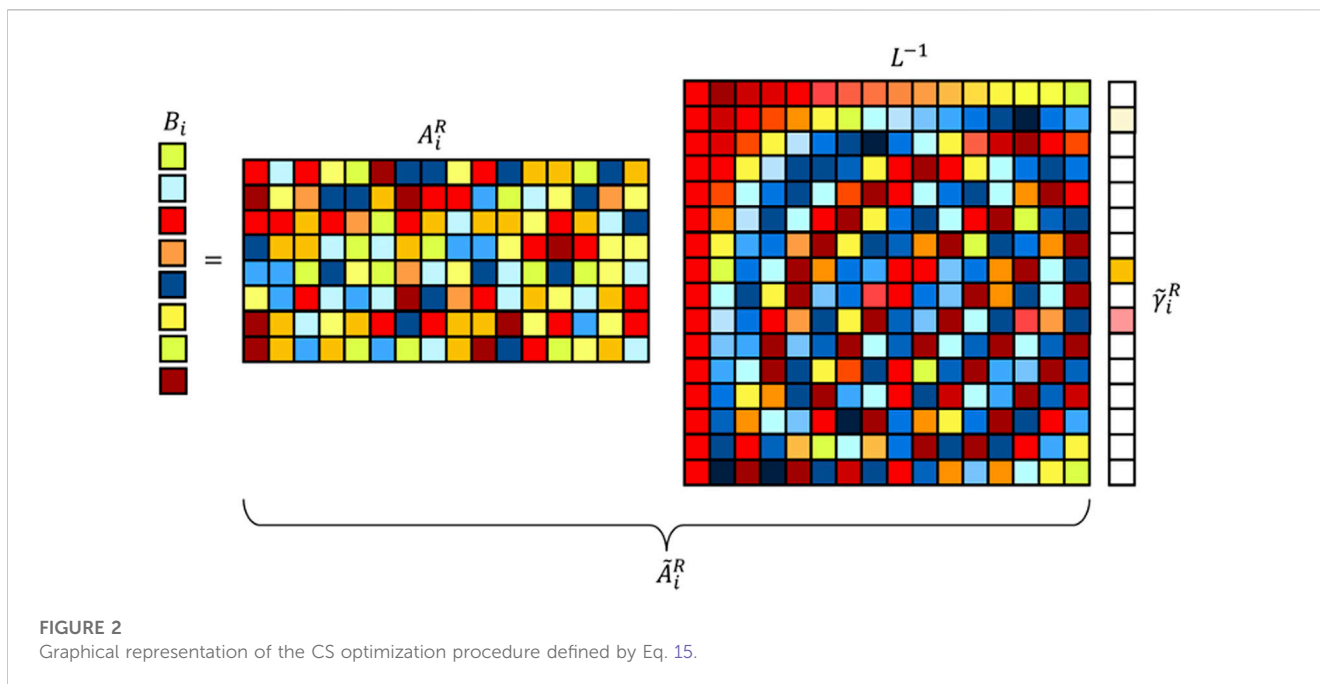 L⁻¹
B_i
A_i^R
=
γ̃_i^R
Ã_i^R
FIGURE 2
Graphical representation of the CS optimization procedure defined by Eq. 15.